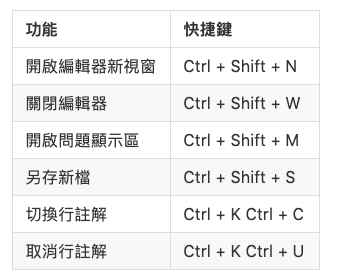 功能 快捷鍵
開啟編輯器新視窗 Ctrl + Shift + N
關閉編輯器 Ctrl + Shift + W
開啟問題顯示區 Ctrl + Shift + M
另存新檔 Ctrl + Shift + S
切換行註解 Ctrl + K Ctrl + C
取消行註解 Ctrl + K Ctrl + U